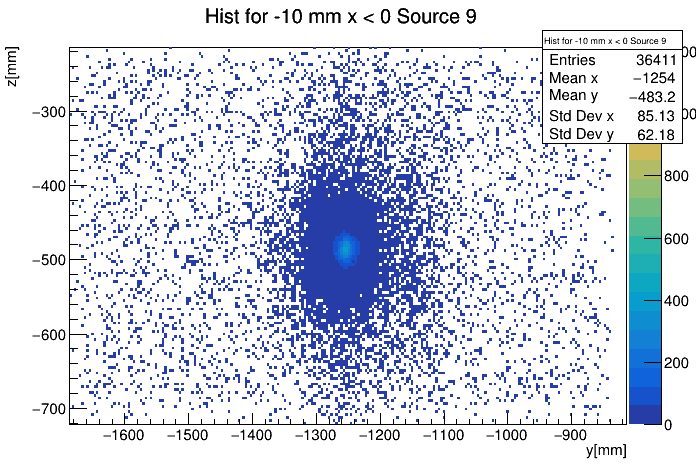 Hist for -10 mm x < 0 Source 9
Hist for -10 mm x < 0 Source 9
Entries 36411
Mean x −1254
Mean y −483.2
Std Dev x 85.13
Std Dev y 62.18
z[mm]
−300
−400
−500
−600
−700
800
600
400
200
0
−1600 −1500 −1400 −1300 −1200 −1100 −1000 −900
y[mm]